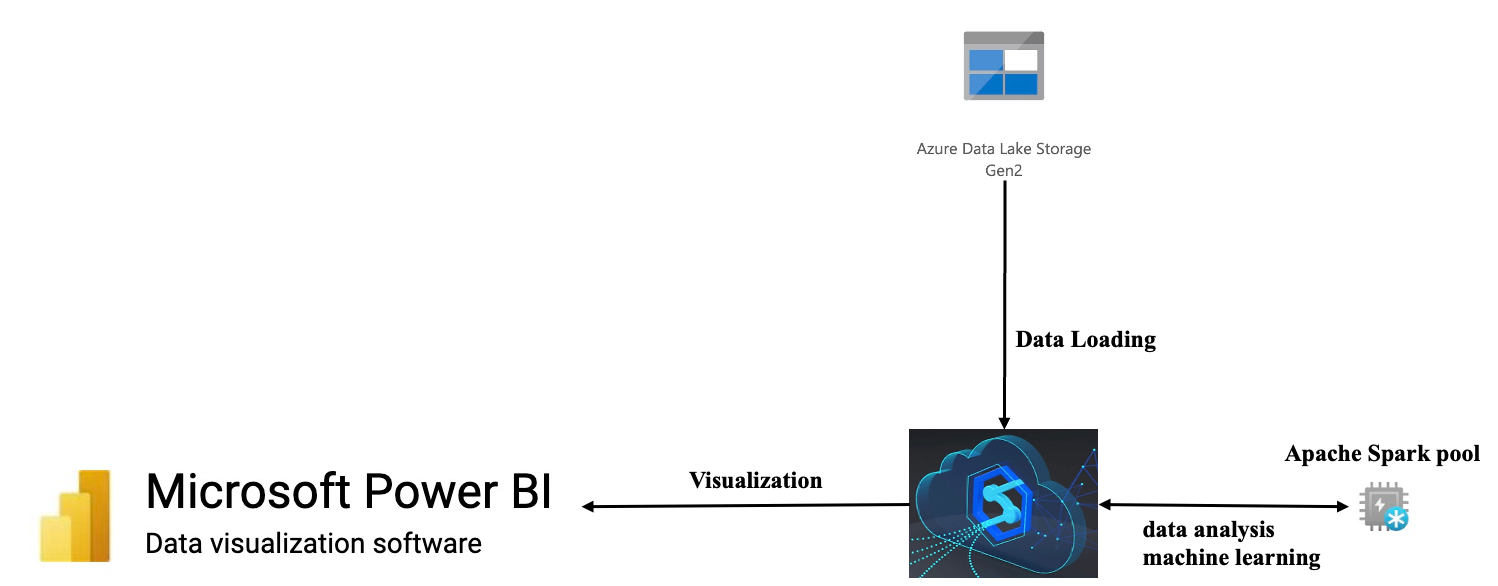 Azure Data Lake Storage
Gen2
Data Loading
Apache Spark pool
Microsoft Power BI
Visualization
data analysis
Data visualization software
machine learning